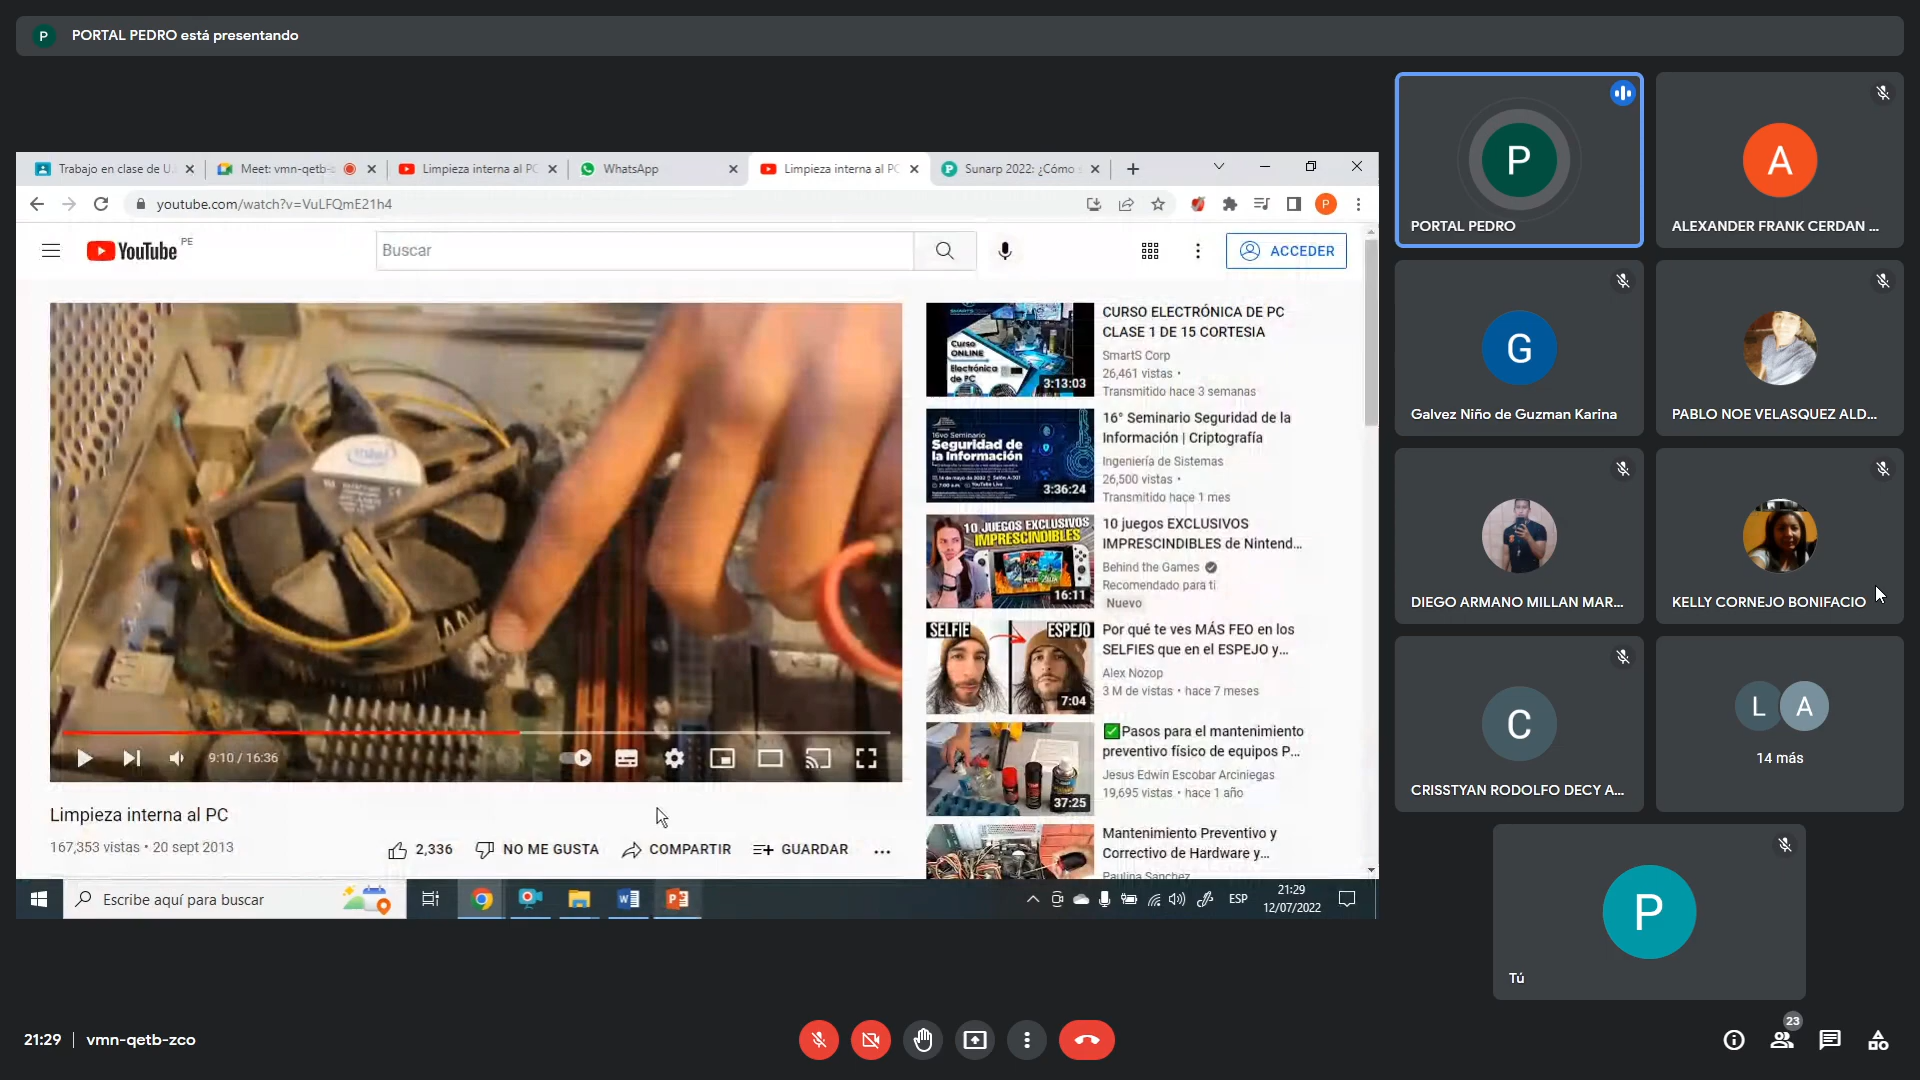 P PORTAL PEDRO está presentando
Trabajo en clase de U
Meet: vmn-qetb-
Limpieza interna al PC
WhatsApp
Limpieza interna al PC
Sunarp 2022: ¿Cómo
youtube.com/watch?v=VuLFQmE21h4
P
YouTube PE
Buscar
ACCEDER
intel
9:10 / 16:36
Limpieza interna al PC
167,353 vistas • 20 sept 2013
2,336
NO ME GUSTA
COMPARTIR
GUARDAR
Curso
ONLINE
Electrónica
de PC
3:13:03
CURSO ELECTRÓNICA DE PC
CLASE 1 DE 15 CORTESIA
SmartS Corp
26,461 vistas •
Transmitido hace 3 semanas
16vo Seminario
Seguridad de
la Información
3:36:24
16° Seminario Seguridad de la
Información | Criptografía
Ingeniería de Sistemas
26,500 vistas •
Transmitido hace 1 mes
10 JUEGOS EXCLUSIVOS
IMPRESCINDIBLES
16:11
10 juegos EXCLUSIVOS
IMPRESCINDIBLES de Nintend...
Behind the Games
Recomendado para ti
Nuevo
SELFIE
ESPEJO
7:04
Por qué te ves MÁS FEO en los
SELFIES que en el ESPEJO y...
Alex Nozop
3 M de vistas • hace 7 meses
37:25
✅Pasos para el mantenimiento
preventivo físico de equipos P...
Jesus Edwin Escobar Arciniegas
19,695 vistas • hace 1 año
Mantenimiento Preventivo y
Correctivo de Hardware y...
Paulina Sanchez
Escribe aquí para buscar
ESP
21:29
12/07/2022
P
PORTAL PEDRO
A
ALEXANDER FRANK CERDAN ...
G
Galvez Niño de Guzman Karina
PABLO NOE VELASQUEZ ALD...
DIEGO ARMANO MILLAN MAR...
KELLY CORNEJO BONIFACIO
C
CRISSTYAN RODOLFO DECY A...
L A
14 más
P
Tú
21:29 | vmn-qetb-zco
23